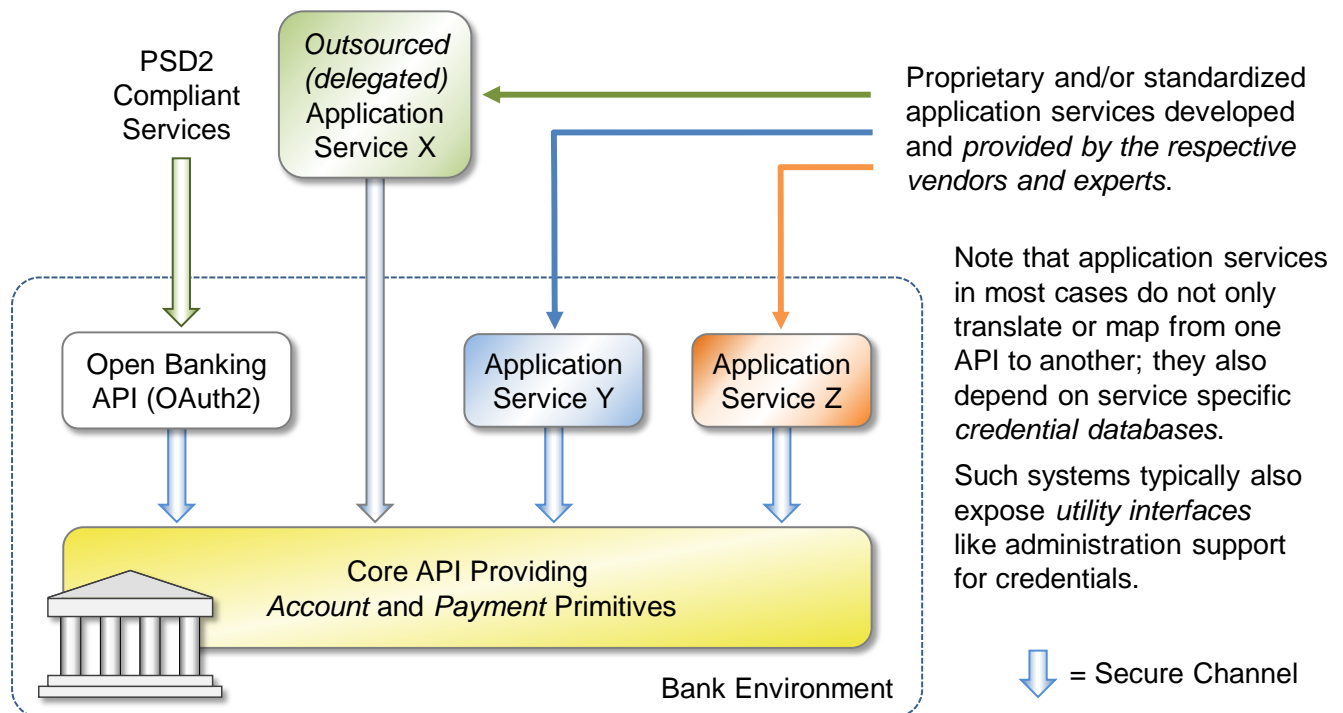 PSD2
Compliant
Services
Outsourced
(delegated)
Application
Service X
Proprietary and/or standardized
application services developed
and provided by the respective
vendors and experts.
Note that application services
in most cases do not only
translate or map from one
API to another; they also
depend on service specific
credential databases.
Such systems typically also
expose utility interfaces
like administration support
for credentials.
Open Banking
API (OAuth2)
Application
Service Y
Application
Service Z
Core API Providing
Account and Payment Primitives
Bank Environment
= Secure Channel